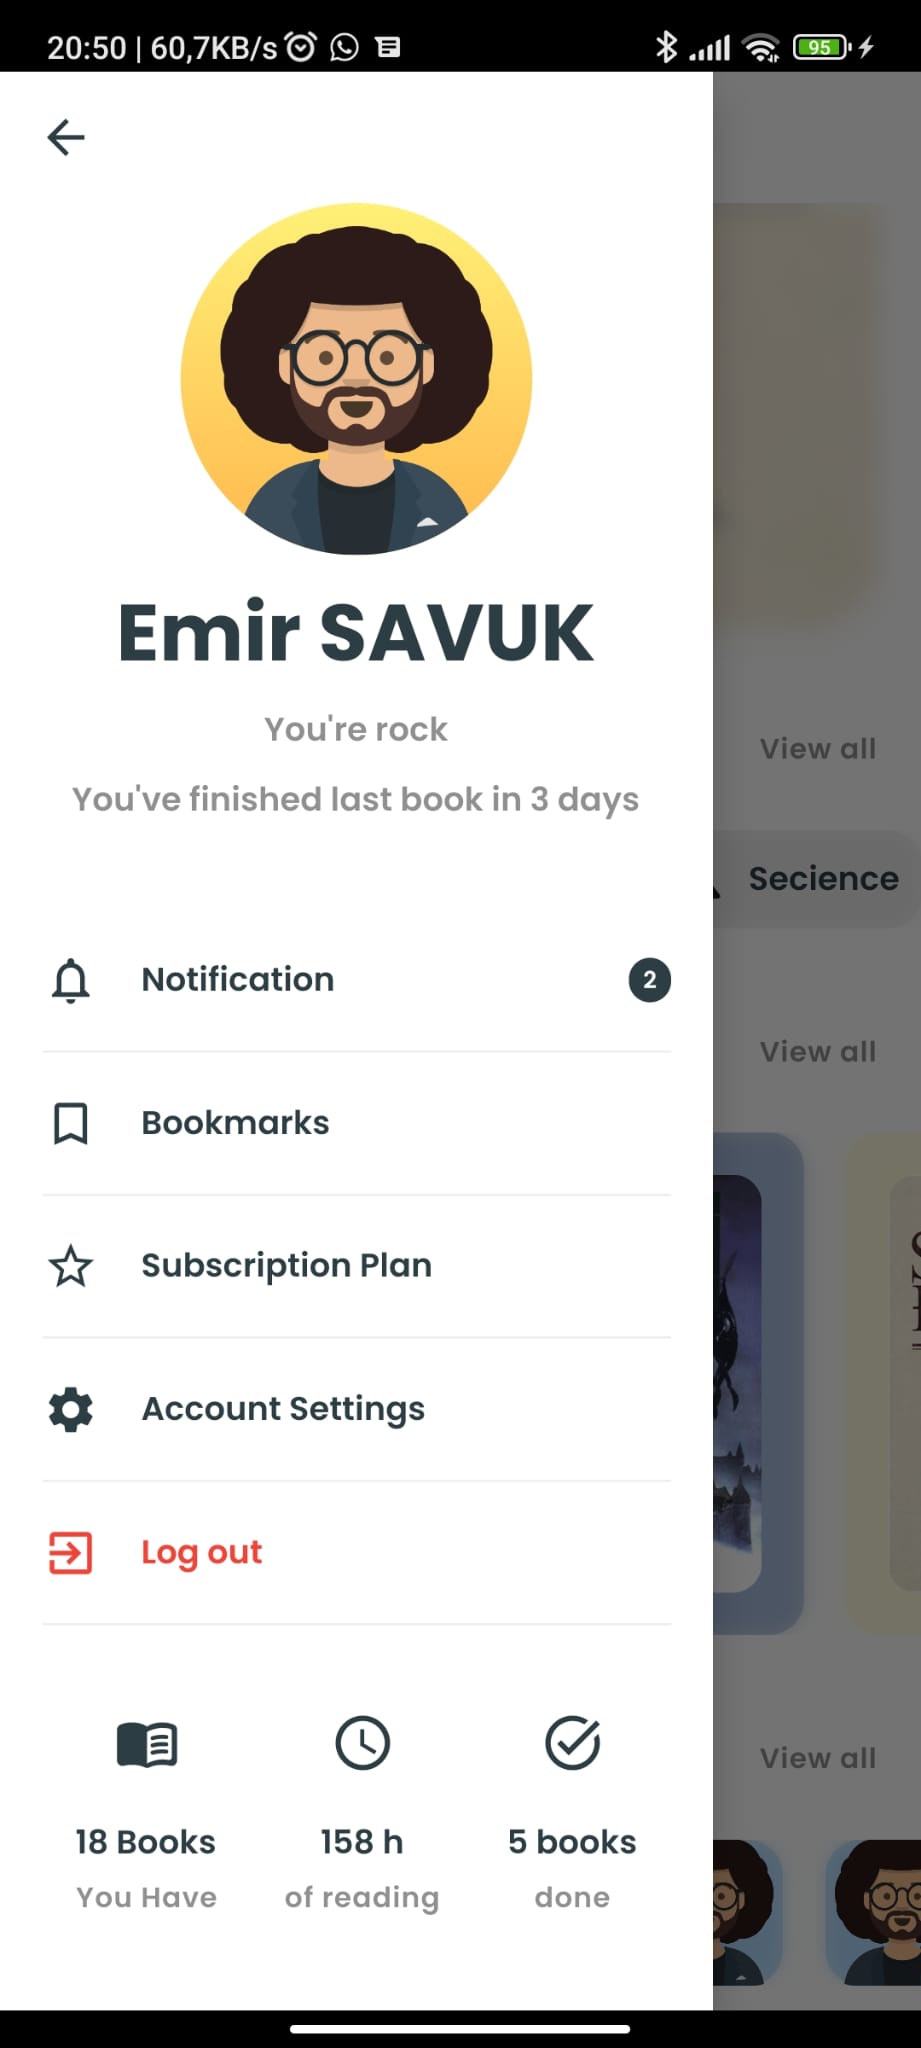 20:50 | 60,7KB/s
95
Emir SAVUK
You're rock
You've finished last book in 3 days
View all
Secience
Notification
2
View all
Bookmarks
Subscription Plan
Account Settings
Log out
View all
18 Books
158 h
5 books
You Have
of reading
done